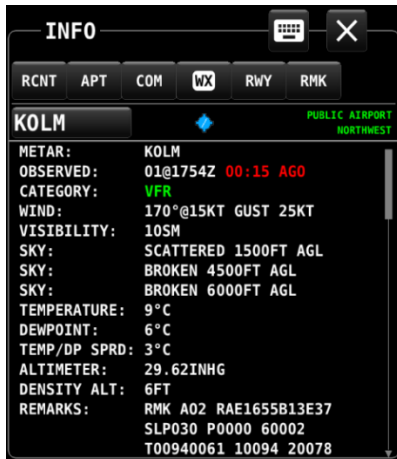 INFO
RCNT APT COM WX RWY RMK
KOLM
PUBLIC AIRPORT
NORTHWEST
METAR: KOLM
OBSERVED: 01@1754Z 00:15 AGO
CATEGORY: VFR
WIND: 170°@15KT GUST 25KT
VISIBILITY: 10SM
SKY: SCATTERED 1500FT AGL
SKY: BROKEN 4500FT AGL
SKY: BROKEN 6000FT AGL
TEMPERATURE: 9°C
DEWPOINT: 6°C
TEMP/DP SPRD: 3°C
ALTIMETER: 29.62INHG
DENSITY ALT: 6FT
REMARKS: RMK AO2 RAE1655B13E37
SLP030 P0000 60002
T00940061 10094 20078